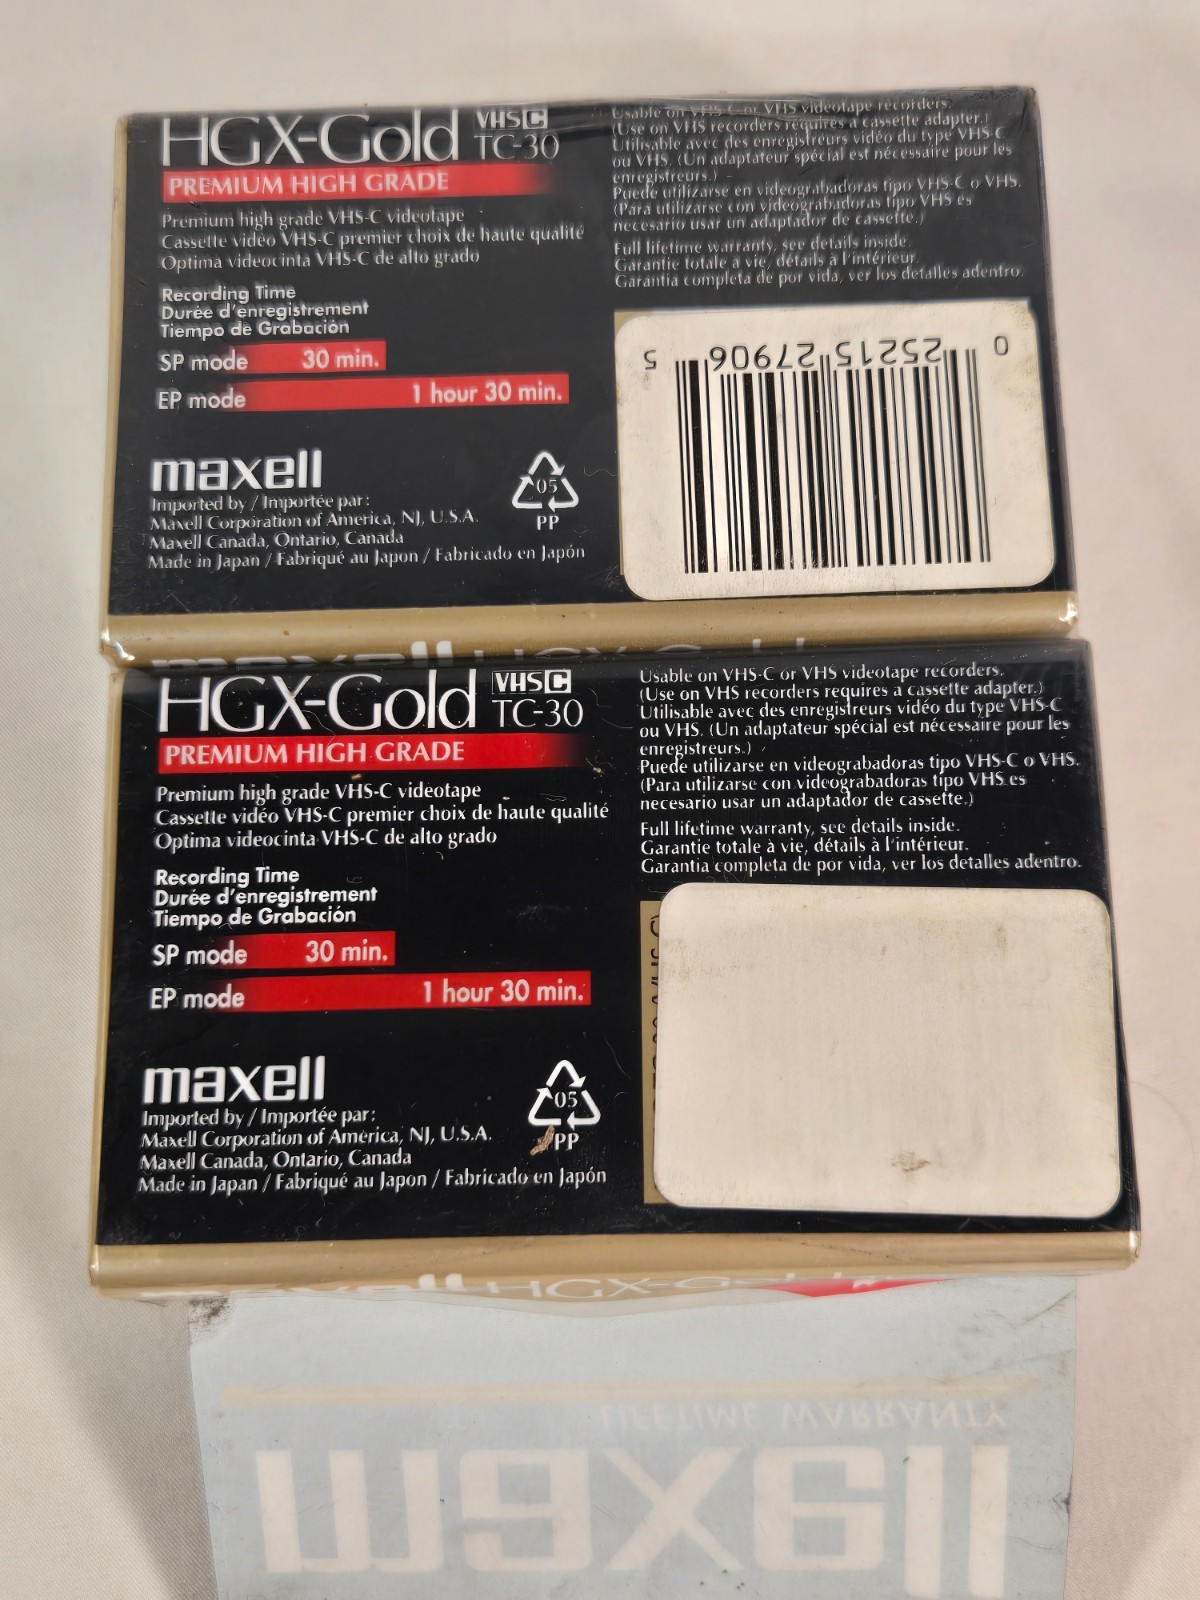 HGX-Gold VHSC
TC-30
PREMIUM HIGH GRADE
Premium high grade VHS-C videotape
Cassette vidéo VHS-C premier choix de haute qualité
Optima videocinta VHS-C de alto grado
Recording Time
Durée d'enregistrement
Tiempo de Grabación
SP mode 30 min.
EP mode 1 hour 30 min.
maxell
Imported by / Importée par:
Maxell Corporation of America, NJ, U.S.A.
Maxell Canada, Ontario, Canada
Made in Japan / Fabriqué au Japon / Fabricado en Japón
05
PP
Usable on VHS-C or VHS videotape recorders.
(Use on VHS recorders requires a cassette adapter.)
Utilisable avec des enregistreurs vidéo du type VHS-C
ou VHS. (Un adaptateur spécial est nécessaire pour les
enregistreurs.)
Puede utilizarse en videograbadoras tipo VHS-C o VHS.
(Para utilizarse con videograbadoras tipo VHS es
necesario usar un adaptador de cassette.)
Full lifetime warranty, see details inside.
Garantie totale à vie, détails à l'intérieur.
Garantia completa de por vida, ver los detalles adentro.
0 25215 27906 5
maxell HGX-Gold
HGX-Gold VHSC
TC-30
PREMIUM HIGH GRADE
Premium high grade VHS-C videotape
Cassette vidéo VHS-C premier choix de haute qualité
Optima videocinta VHS-C de alto grado
Recording Time
Durée d'enregistrement
Tiempo de Grabación
SP mode 30 min.
EP mode 1 hour 30 min.
maxell
Imported by / Importée par:
Maxell Corporation of America, NJ, U.S.A.
Maxell Canada, Ontario, Canada
Made in Japan / Fabriqué au Japon / Fabricado en Japón
05
PP
Usable on VHS-C or VHS videotape recorders.
(Use on VHS recorders requires a cassette adapter.)
Utilisable avec des enregistreurs vidéo du type VHS-C
ou VHS. (Un adaptateur spécial est nécessaire pour les
enregistreurs.)
Puede utilizarse en videograbadoras tipo VHS-C o VHS.
(Para utilizarse con videograbadoras tipo VHS es
necesario usar un adaptador de cassette.)
Full lifetime warranty, see details inside.
Garantie totale à vie, détails à l'intérieur.
Garantia completa de por vida, ver los detalles adentro.
maxell HGX-Gold
LIFETIME WARRANTY
maxell